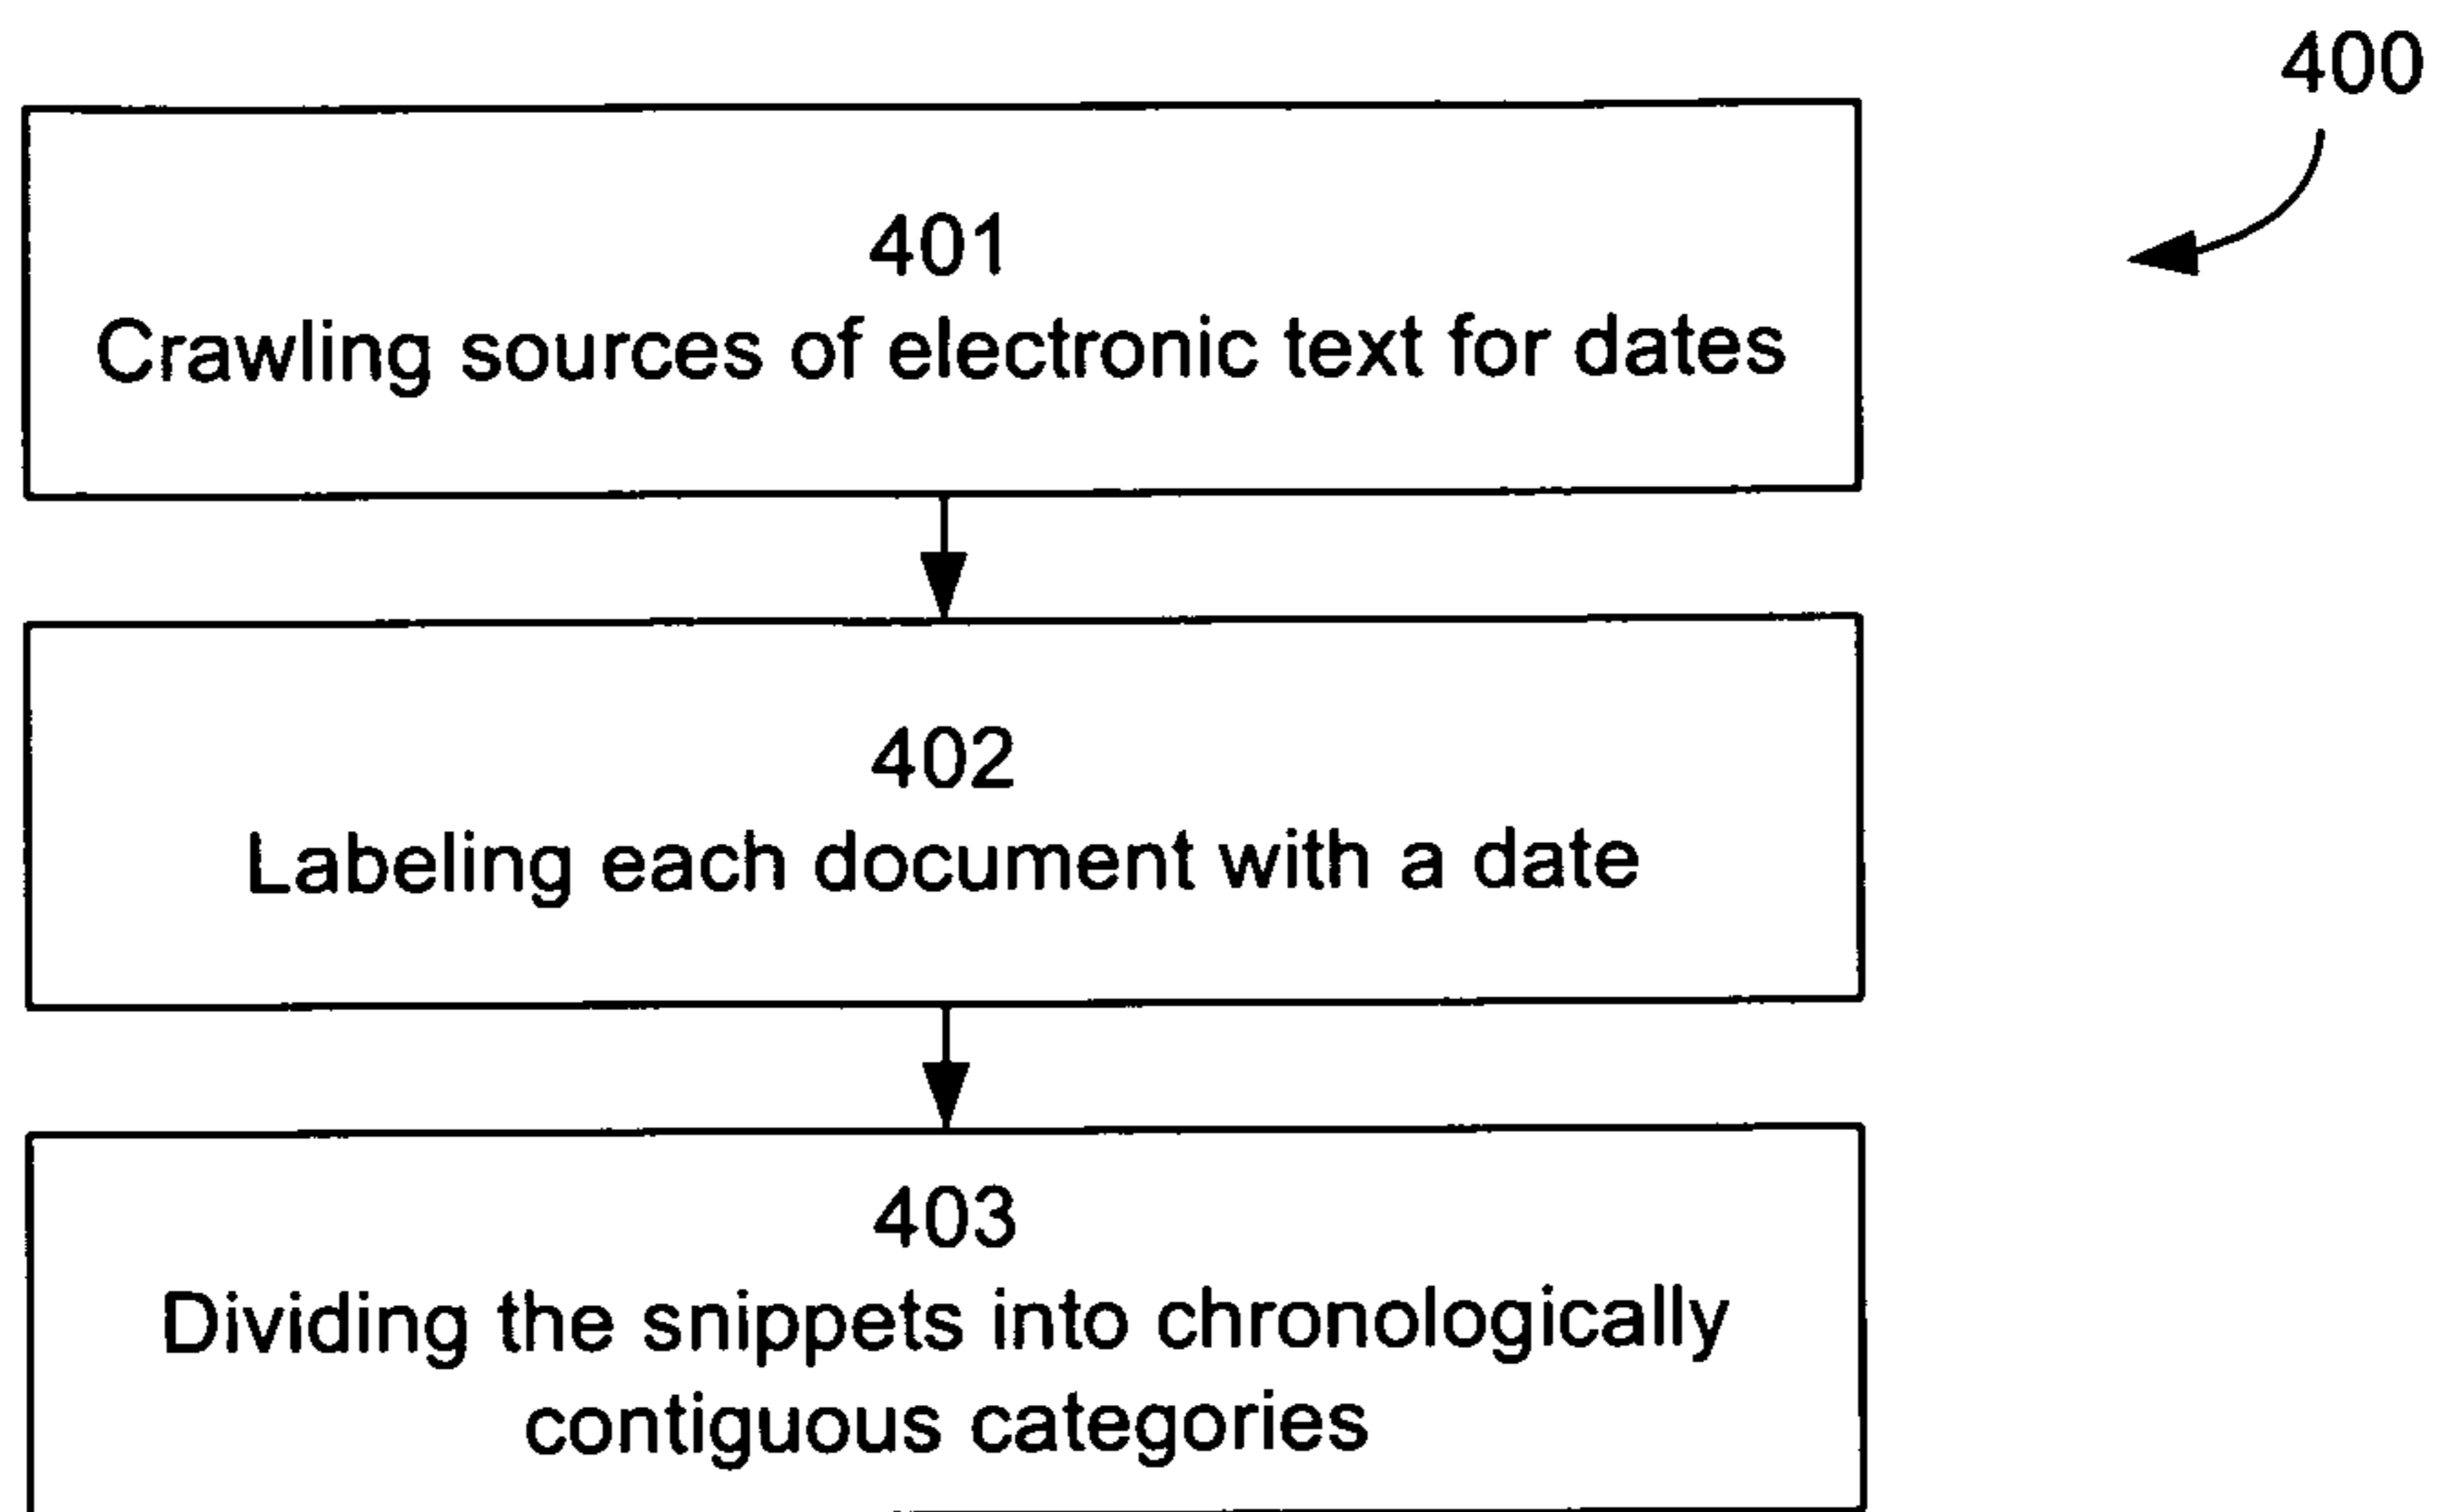 400
401
Crawling sources of electronic text for dates
402
Labeling each document with a date
403
Dividing the snippets into chronologically
contiguous categories